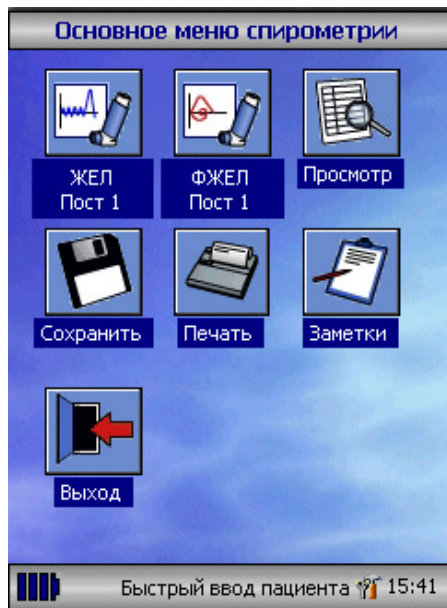 Основное меню спирометрии
ЖЕЛ
Пост 1
ФЖЕЛ
Пост 1
Просмотр
Сохранить
Печать
Заметки
Выход
Быстрый ввод пациента 15:41